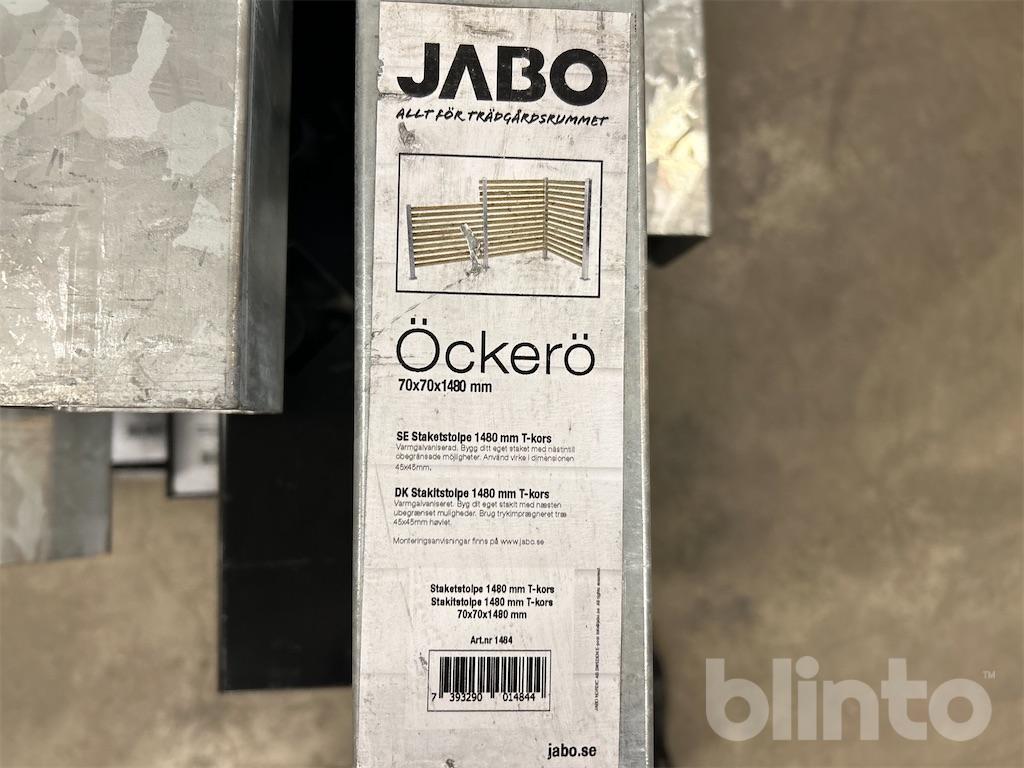 JABO
ALLT FÖR TRÄDGÅRDSRUMMET
Öckerö
70x70x1480 mm
SE Staketstolpe 1480 mm T-kors
Varmgalvaniserad. Bygg ditt eget staket med nästintill
obegränsade möjligheter. Använd virke i dimensionen
45x45mm.
DK Stakitstolpe 1480 mm T-kors
Varmgalvaniseret. Byg dit eget stakit med næsten
ubegrænset muligheder. Brug trykimprægneret træ
45x45mm høvlet.
Monteringsanvisningar finns på www.jabo.se
Staketstolpe 1480 mm T-kors
Stakitstolpe 1480 mm T-kors
70x70x1480 mm
Art.nr 1484
7 393290 014844
jabo.se
blinto™